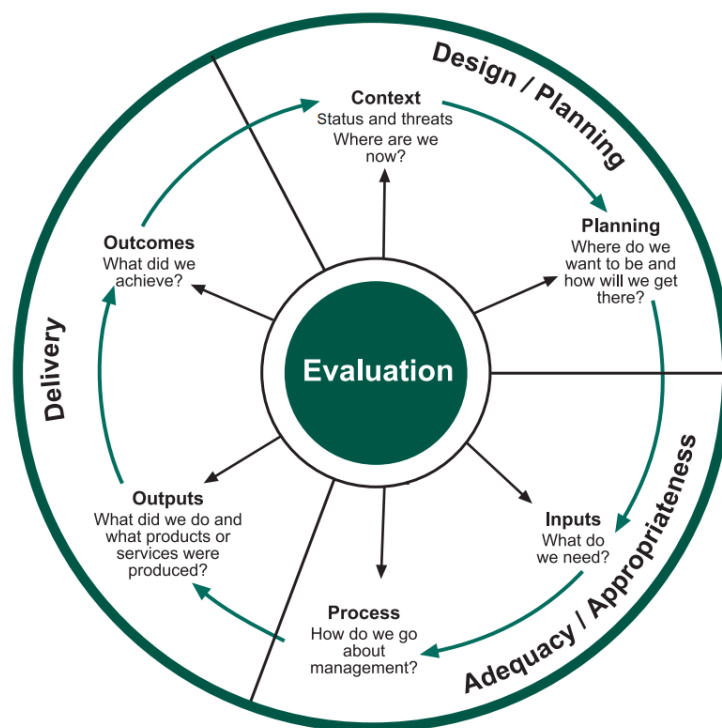 Design / Planning
Context
Status and threats
Where are we
now?
Planning
Where do we
want to be and
how will we get
there?
Adequacy / Appropriateness
Inputs
What do
we need?
Process
How do we go
about
management?
Delivery
Outputs
What did we do and
what products or
services were
produced?
Outcomes
What did we
achieve?
Evaluation